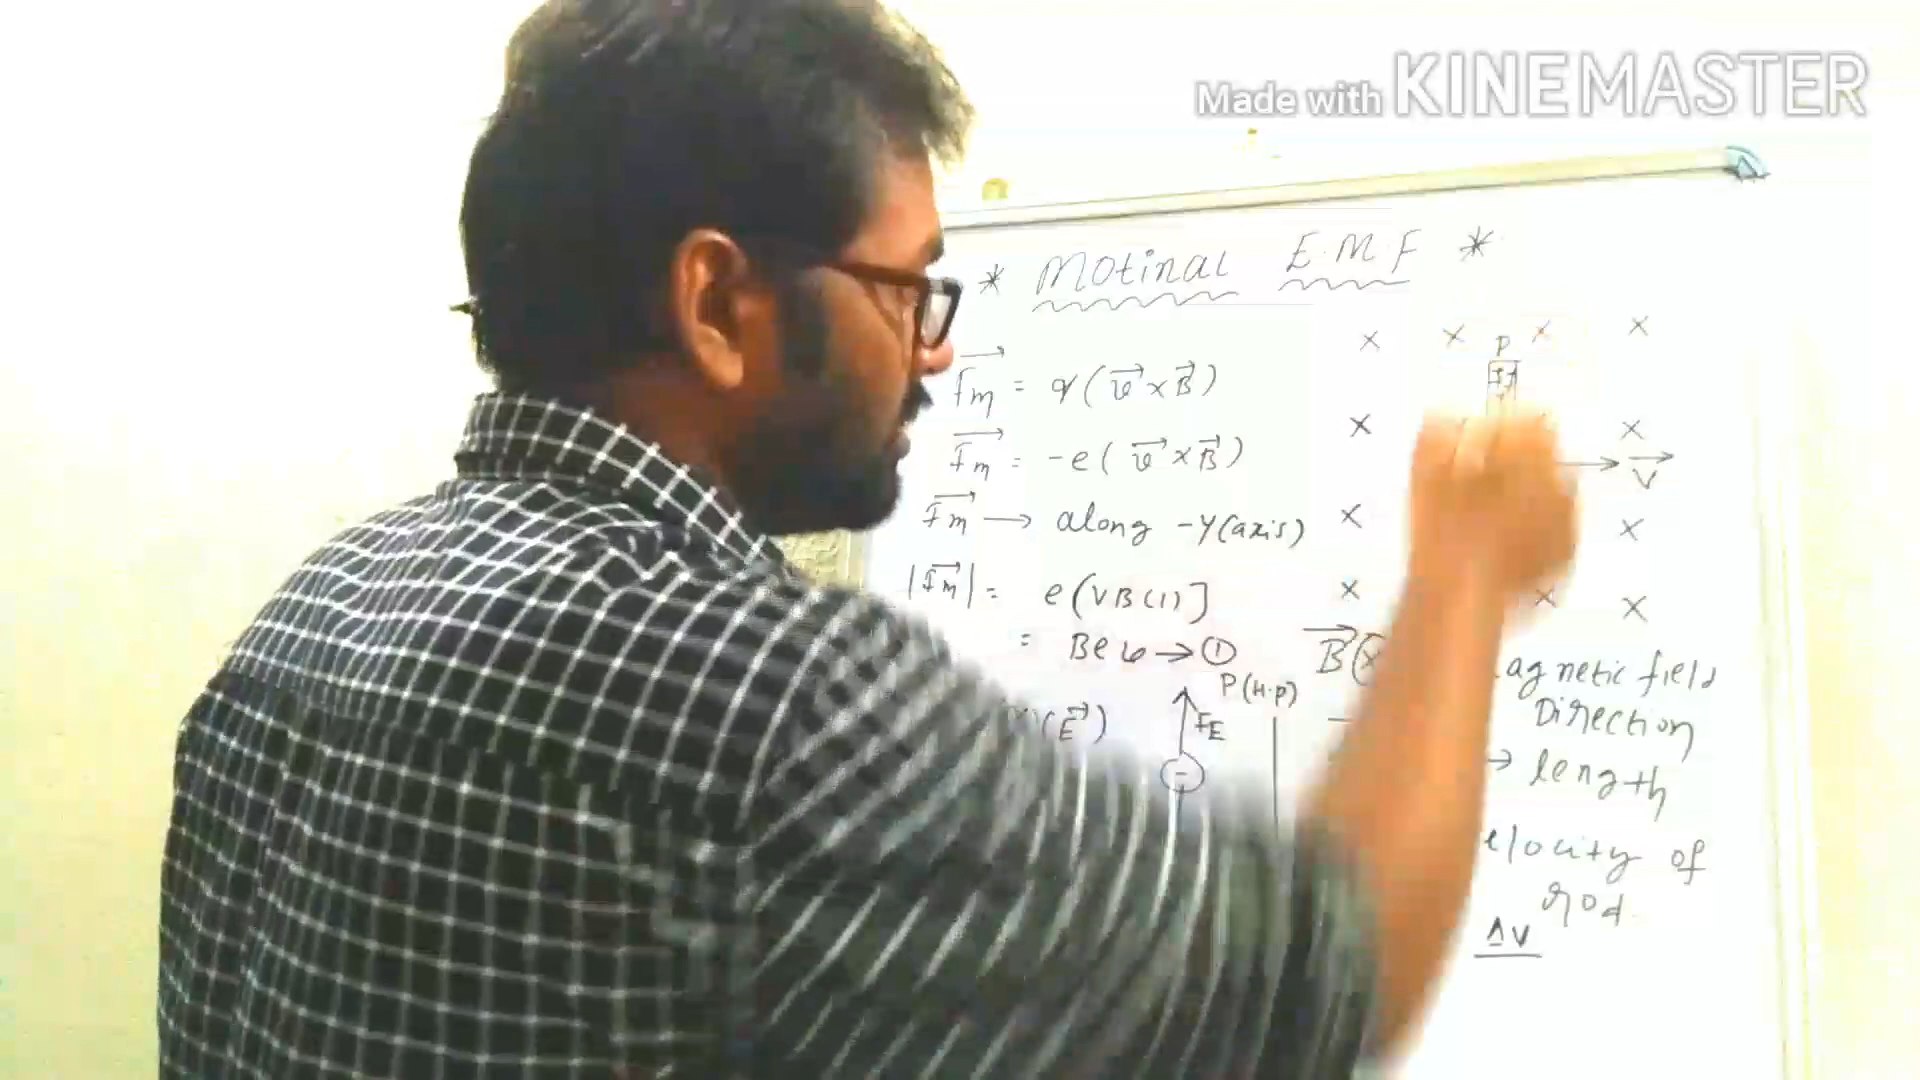 Made with KINEMASTER
* Motinal E.M.F *
Fm = q(v×B)
Fm = -e(v×B)
Fm → along -y(axis)
|Fm| = e(VB(1)]
= Bev → ①
(E)
FE
P(H.P)
-
× × × ×
P
× ×
→ V
× ×
× × ×
B(×
agnetic field
Direction
→ length
elocity of
rod
ΔV